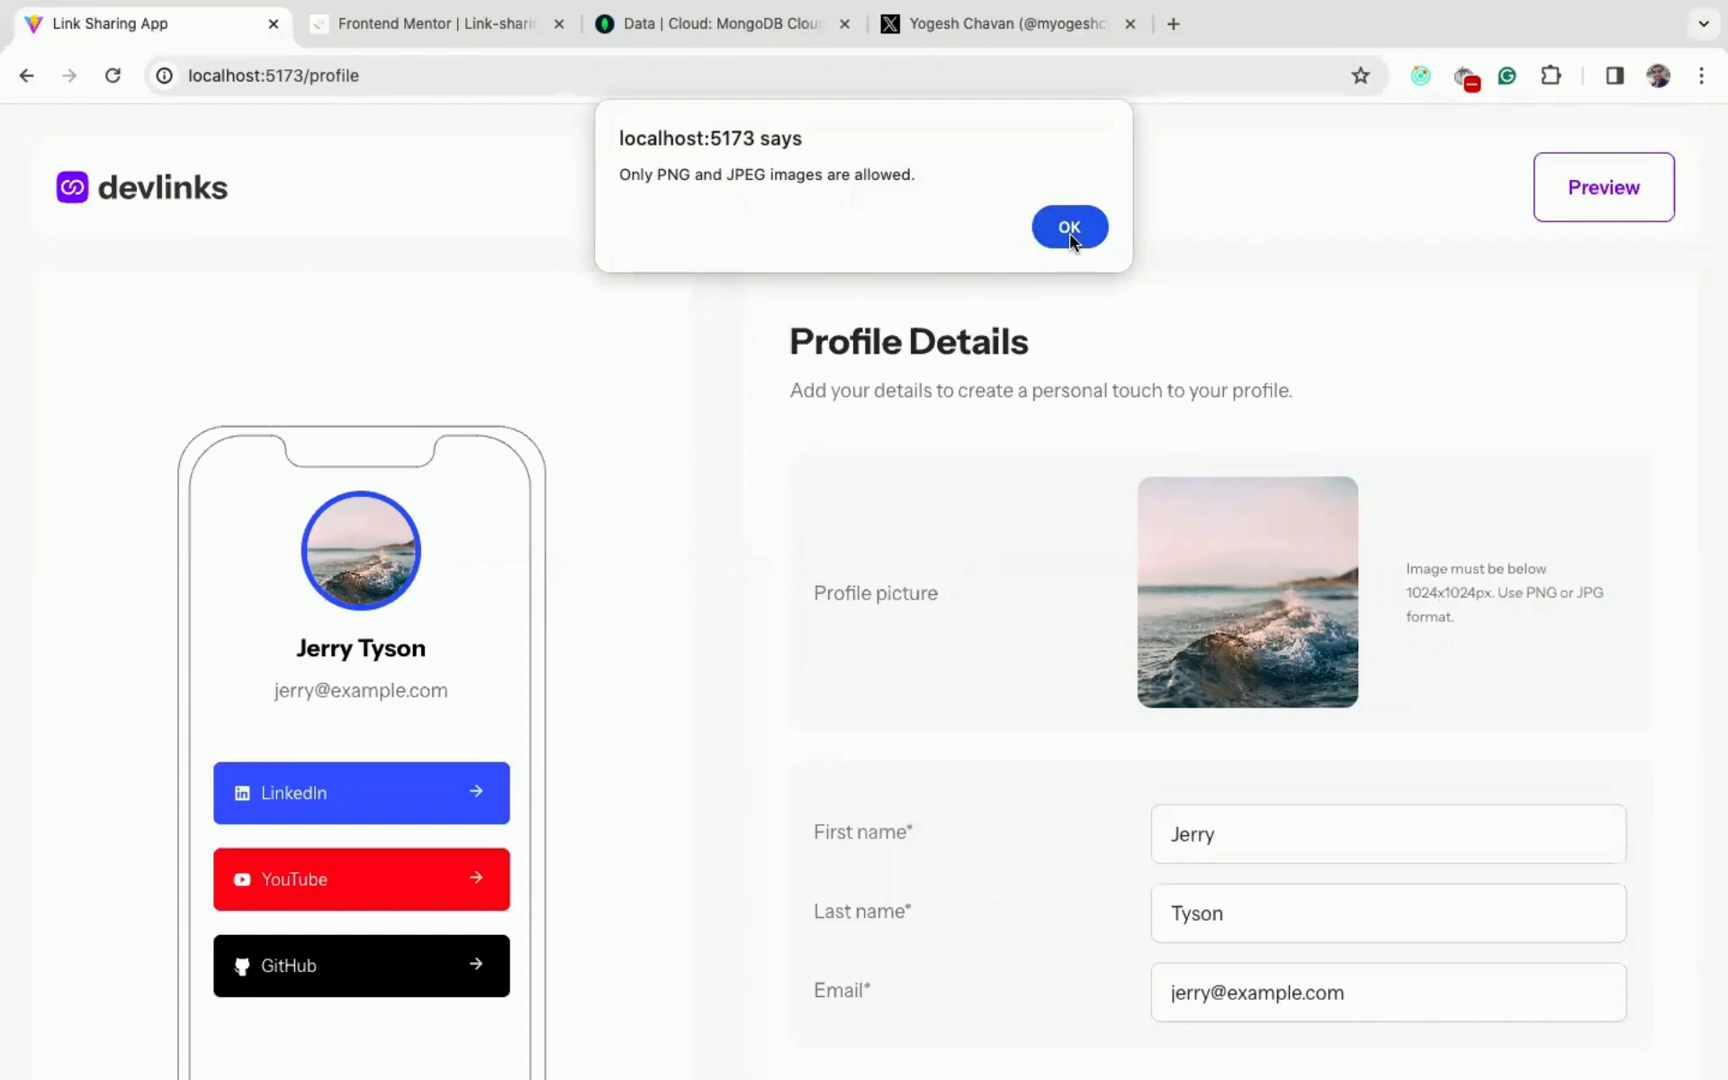 Link Sharing App
Frontend Mentor | Link-sharin
Data | Cloud: MongoDB Cloud
Yogesh Chavan (@myogeshc
localhost:5173/profile
localhost:5173 says
Only PNG and JPEG images are allowed.
OK
devlinks
Preview
Profile Details
Add your details to create a personal touch to your profile.
Profile picture
Image must be below
1024x1024px. Use PNG or JPG
format.
Jerry Tyson
jerry@example.com
LinkedIn
YouTube
GitHub
First name*
Jerry
Last name*
Tyson
Email*
jerry@example.com